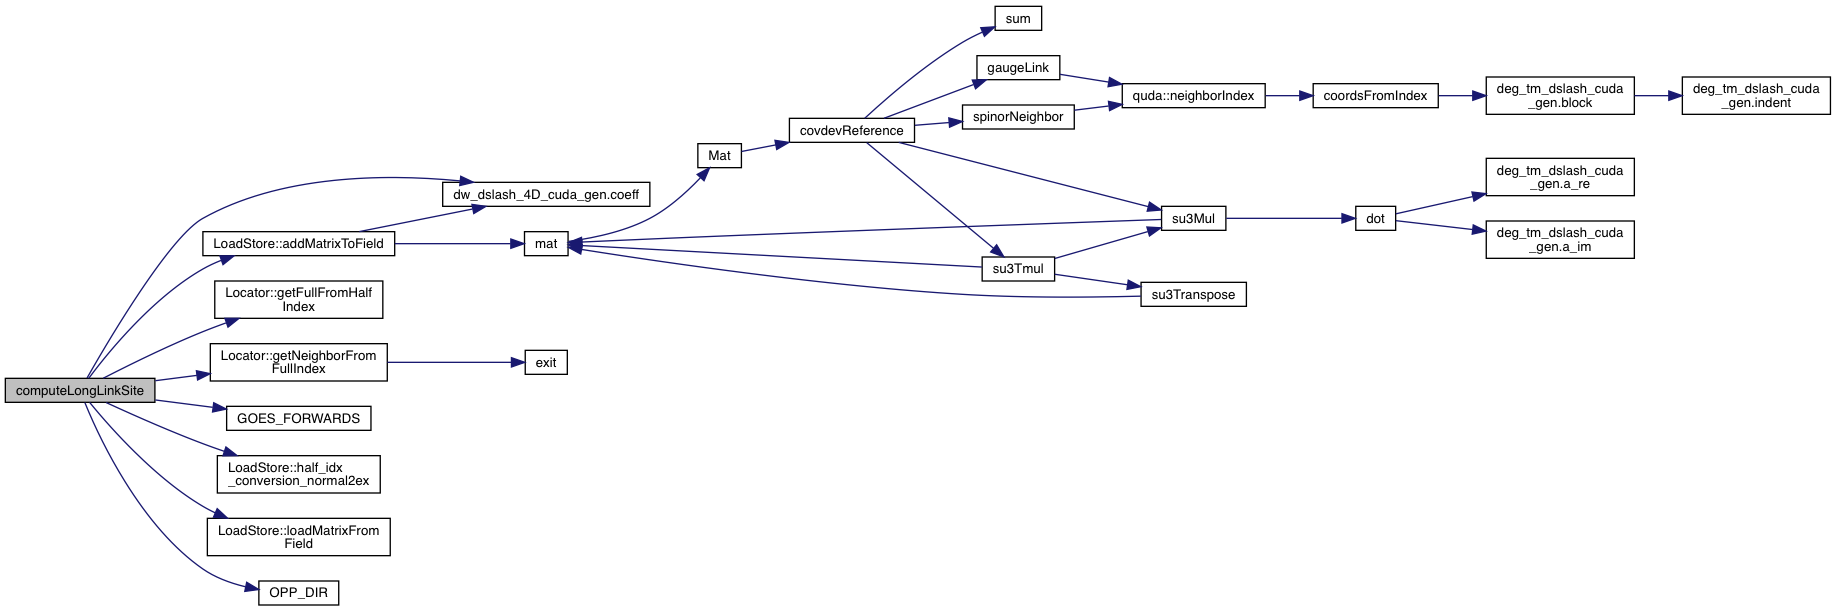 sum
gaugeLink
quda::neighborIndex
coordsFromIndex
deg_tm_dslash_cuda
_gen.block
deg_tm_dslash_cuda
_gen.indent
spinorNeighbor
covdevReference
Mat
dw_dslash_4D_cuda_gen.coeff
deg_tm_dslash_cuda
_gen.a_re
su3Mul
dot
deg_tm_dslash_cuda
_gen.a_im
LoadStore::addMatrixToField
mat
su3Tmul
su3Transpose
Locator::getFullFromHalf
Index
Locator::getNeighborFrom
FullIndex
exit
computeLongLinkSite
GOES_FORWARDS
LoadStore::half_idx
_conversion_normal2ex
LoadStore::loadMatrixFrom
Field
OPP_DIR